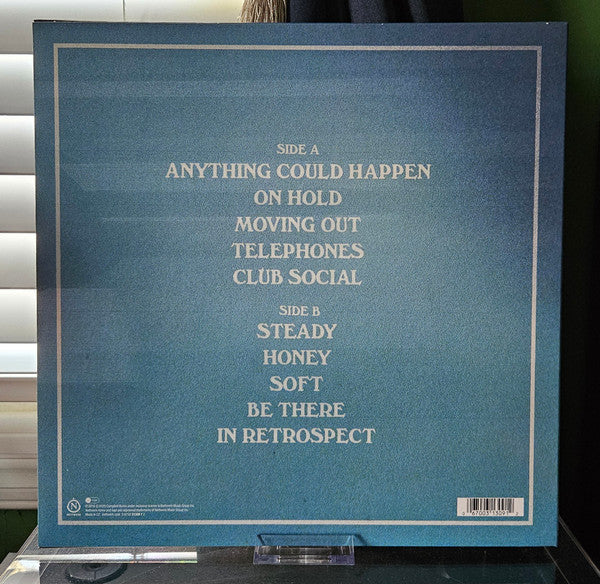 SIDE A
ANYTHING COULD HAPPEN
ON HOLD
MOVING OUT
TELEPHONES
CLUB SOCIAL
SIDE B
STEADY
HONEY
SOFT
BE THERE
IN RETROSPECT
N
NETTWERK